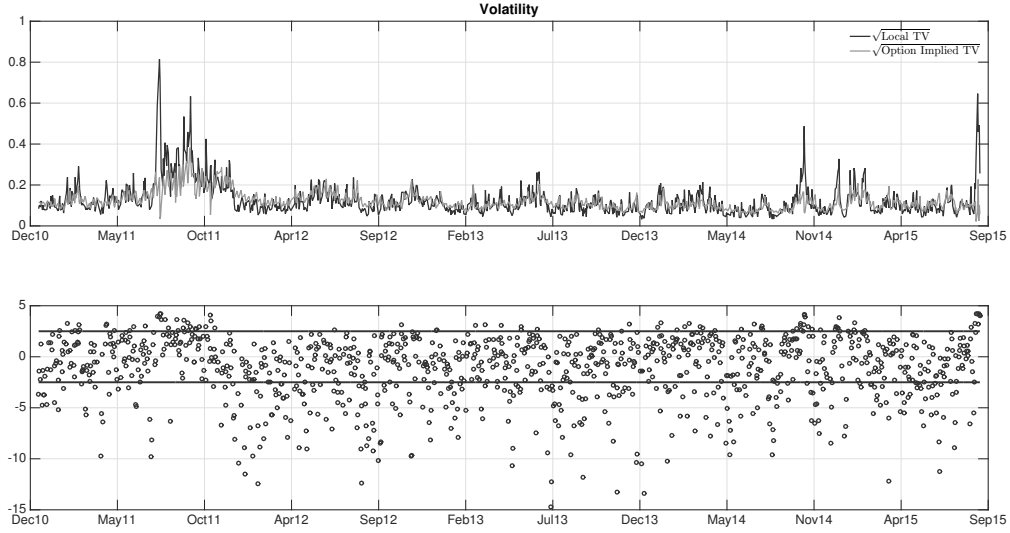 Volatility
1
0.8
0.6
0.4
0.2
0
√Local TV
√Option Implied TV
Dec10 May11 Oct11 Apr12 Sep12 Feb13 Jul13 Dec13 May14 Nov14 Apr15 Sep15
5
0
-5
-10
-15
Dec10 May11 Oct11 Apr12 Sep12 Feb13 Jul13 Dec13 May14 Nov14 Apr15 Sep15